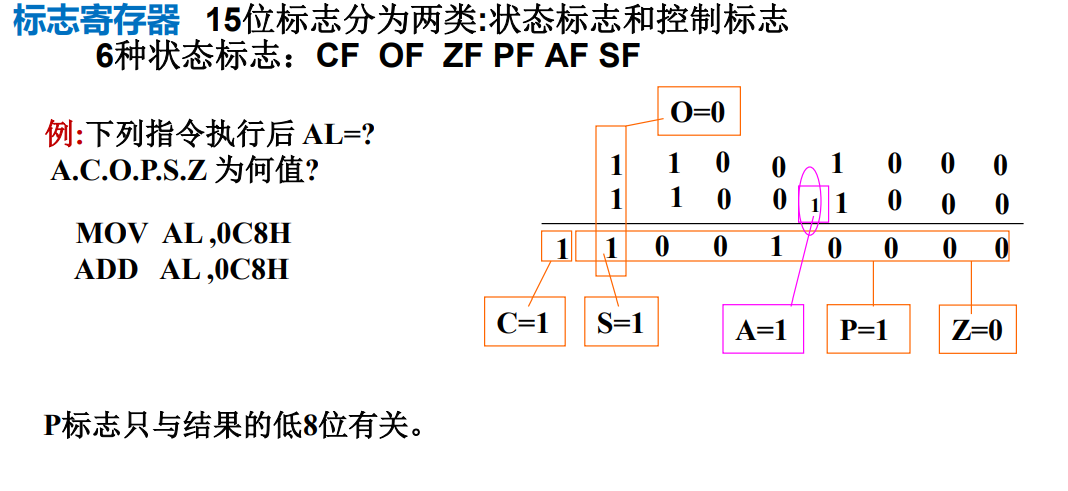 标志寄存器 15位标志分为两类:状态标志和控制标志
6种状态标志：CF OF ZF PF AF SF
O=0
例:下列指令执行后 AL=?
A.C.O.P.S.Z 为何值?
1 1 0 0 1 0 0 0
1 1 0 0 1 1 0 0 0
MOV AL ,0C8H
1 1 0 0 1 0 0 0 0
ADD AL ,0C8H
C=1 S=1 A=1 P=1 Z=0
P标志只与结果的低8位有关。